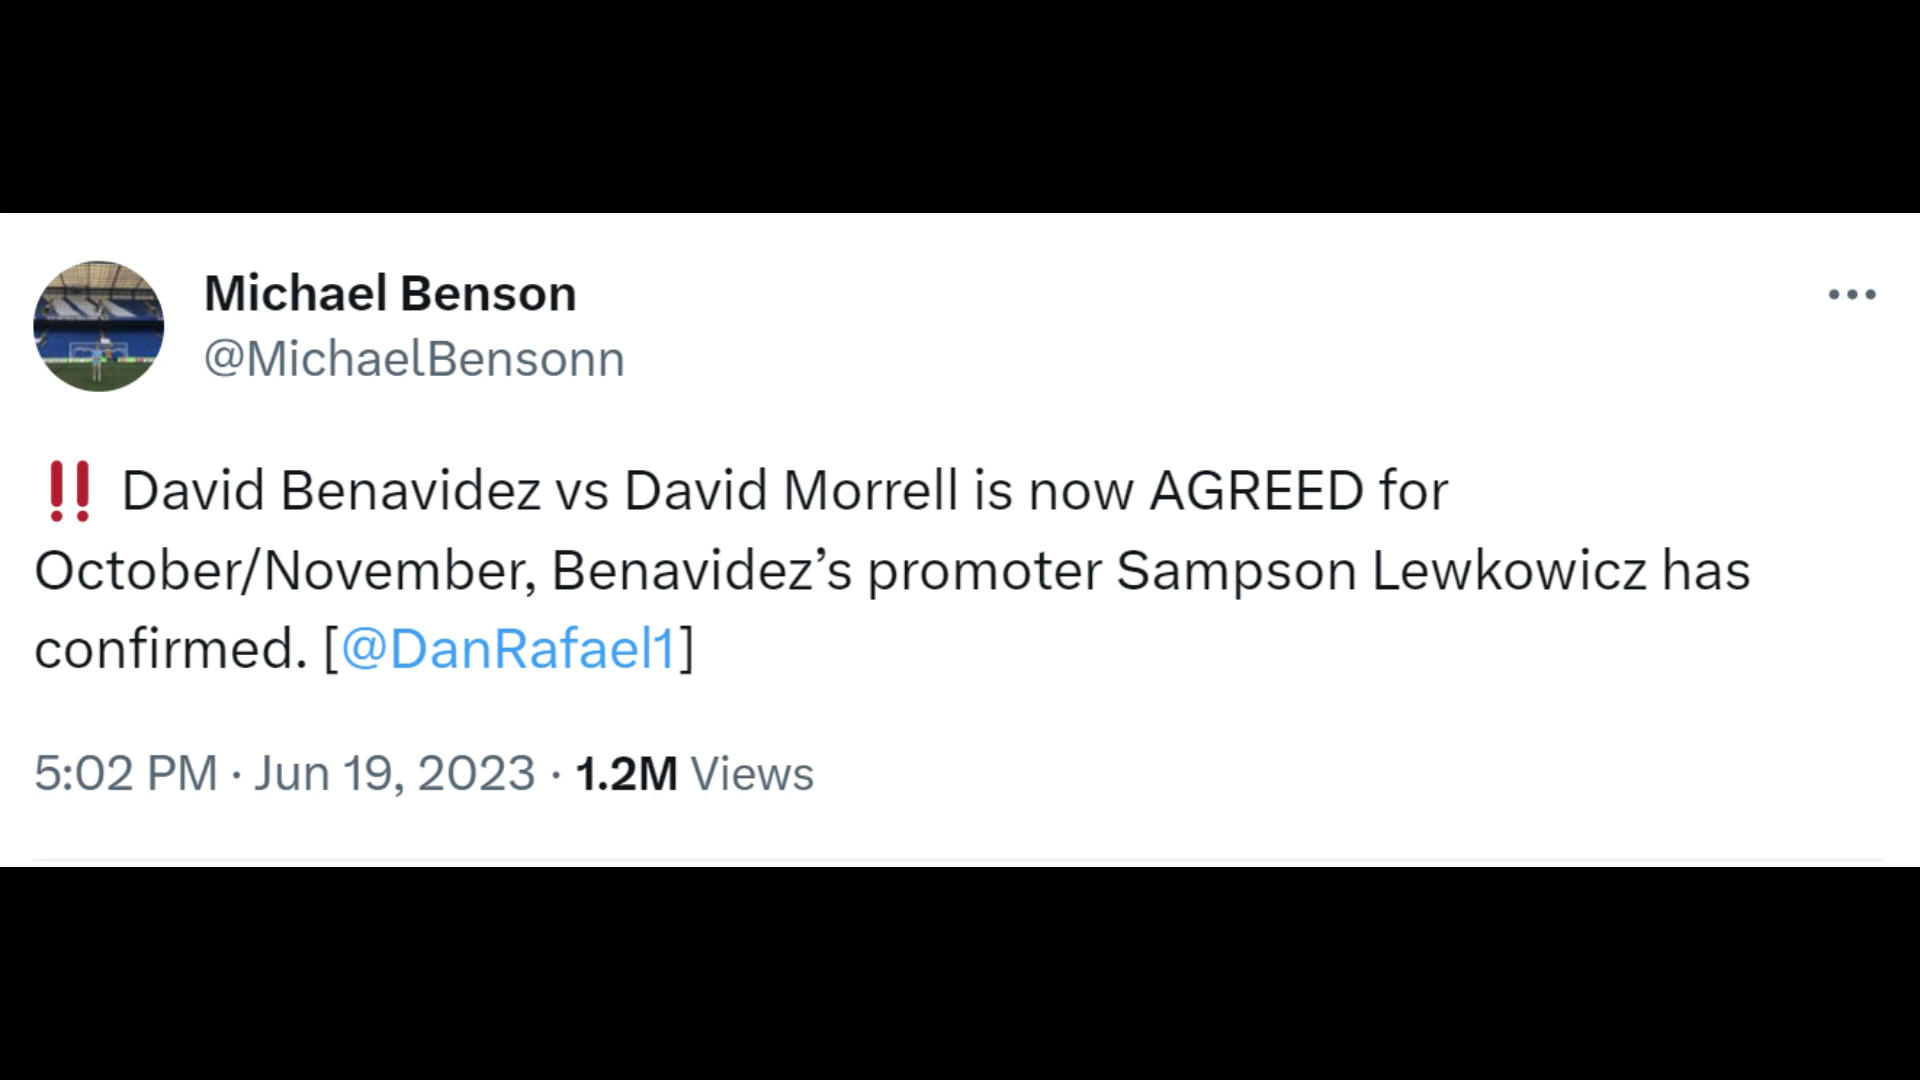 Michael Benson
@MichaelBensonn
‼️ David Benavidez vs David Morrell is now AGREED for
October/November, Benavidez’s promoter Sampson Lewkowicz has
confirmed. [@DanRafael1]
5:02 PM · Jun 19, 2023 · 1.2M Views